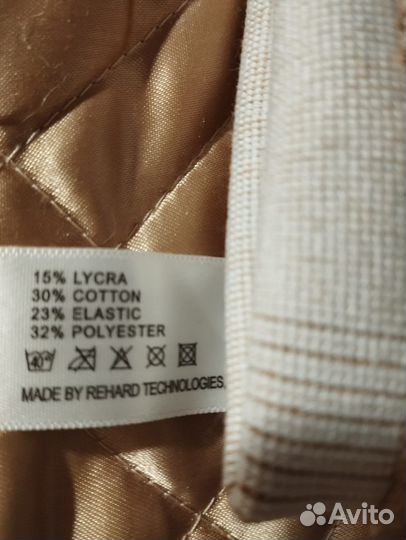 15% LYCRA
30% COTTON
23% ELASTIC
32% POLYESTER
40°
MADE BY REHARD TECHNOLOGIES,
Avito